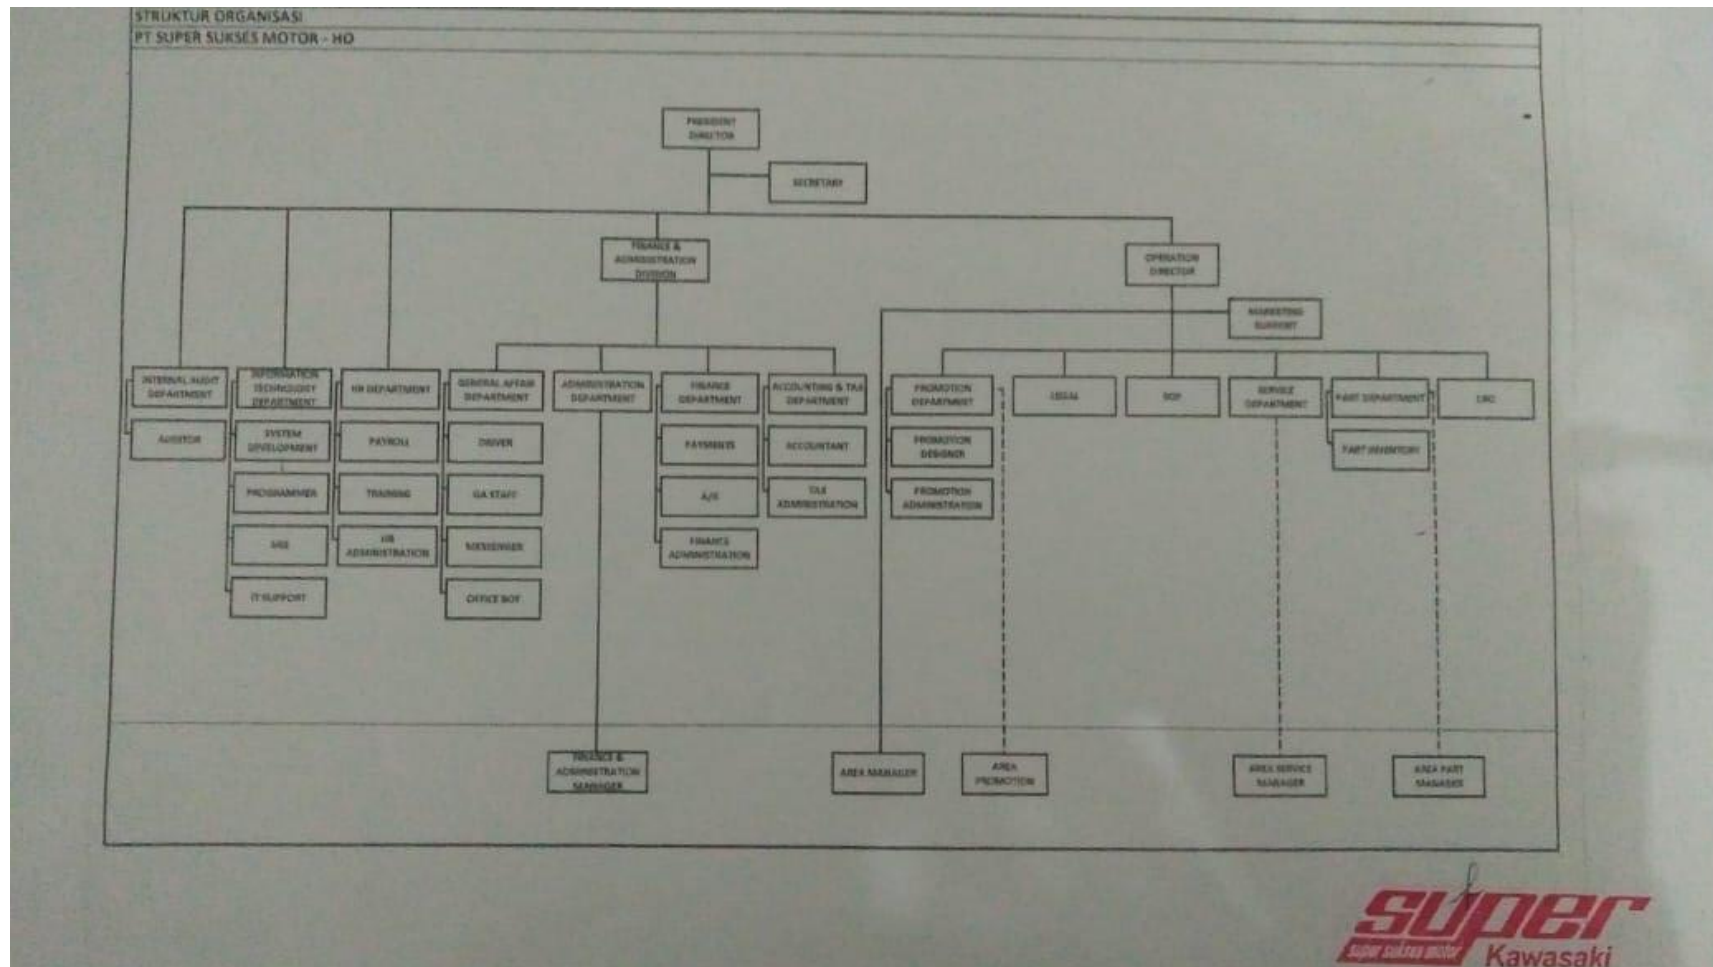 STRUKTUR ORGANISASI
PT SUPER SUKSES MOTOR - HO
PRESIDENT
DIRECTOR
SECRETARY
FINANCE &
ADMINISTRATION
DIVISION
OPERATION
DIRECTOR
MARKETING
SUPPORT
INTERNAL AUDIT
DEPARTMENT
INFORMATION
TECHNOLOGY
DEPARTMENT
HR DEPARTMENT
GENERAL AFFAIR
DEPARTMENT
ADMINISTRATION
DEPARTMENT
FINANCE
DEPARTMENT
ACCOUNTING & TAX
DEPARTMENT
PROMOTION
DEPARTMENT
LEGAL
SERVICE
DEPARTMENT
PART DEPARTMENT
AUDITOR
SYSTEM
DEVELOPMENT
PAYROLL
DRIVER
PAYMENTS
ACCOUNTANT
PROMOTION
DESIGNER
PART INVENTORY
PROGRAMMER
TRAINING
GA STAFF
TAX
ADMINISTRATION
PROMOTION
ADMINISTRATION
MIS
HR
ADMINISTRATION
MESSENGER
FINANCE
ADMINISTRATION
IT SUPPORT
OFFICE BOY
FINANCE &
ADMINISTRATION
MANAGER
AREA MANAGER
AREA
PROMOTION
AREA SERVICE
MANAGER
AREA PART
MANAGER
super
super sukses motor
Kawasaki